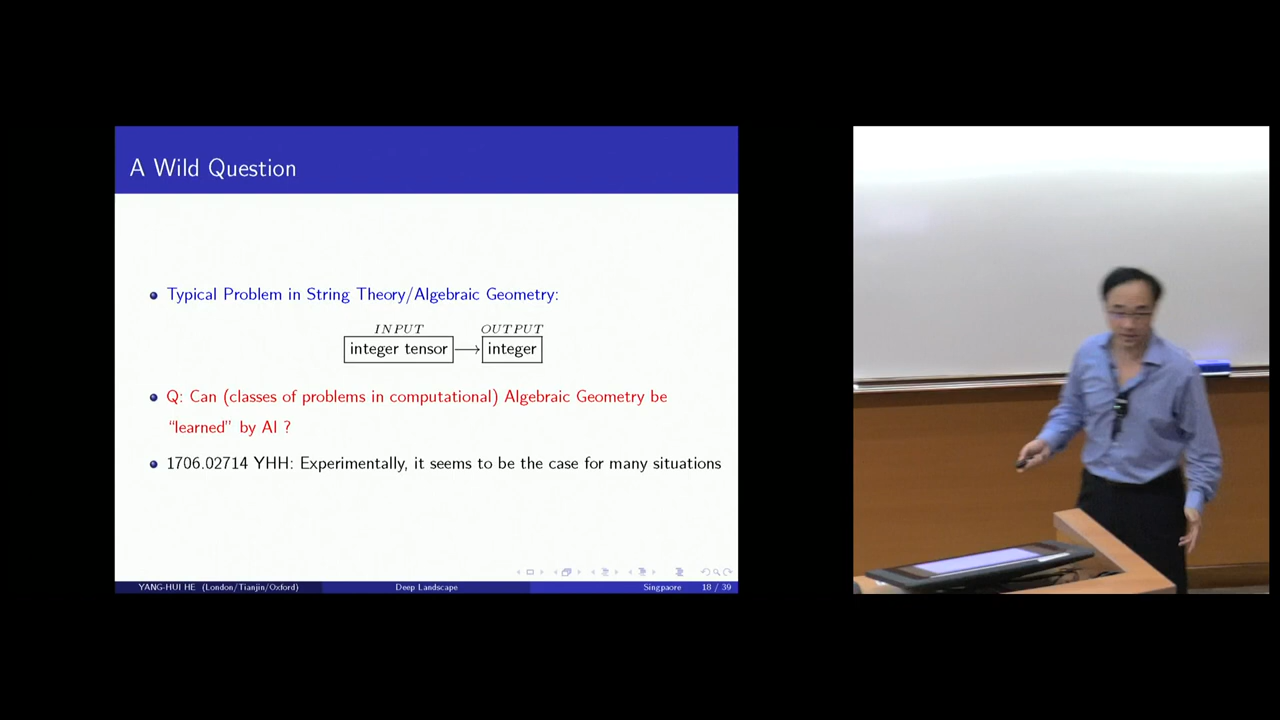 A Wild Question
Typical Problem in String Theory/Algebraic Geometry:
INPUT OUTPUT
integer tensor → integer
Q: Can (classes of problems in computational) Algebraic Geometry be
“learned” by AI ?
1706.02714 YHH: Experimentally, it seems to be the case for many situations
YANG-HUI HE (London/Tianjin/Oxford) Deep Landscape Singpaore 18 / 39